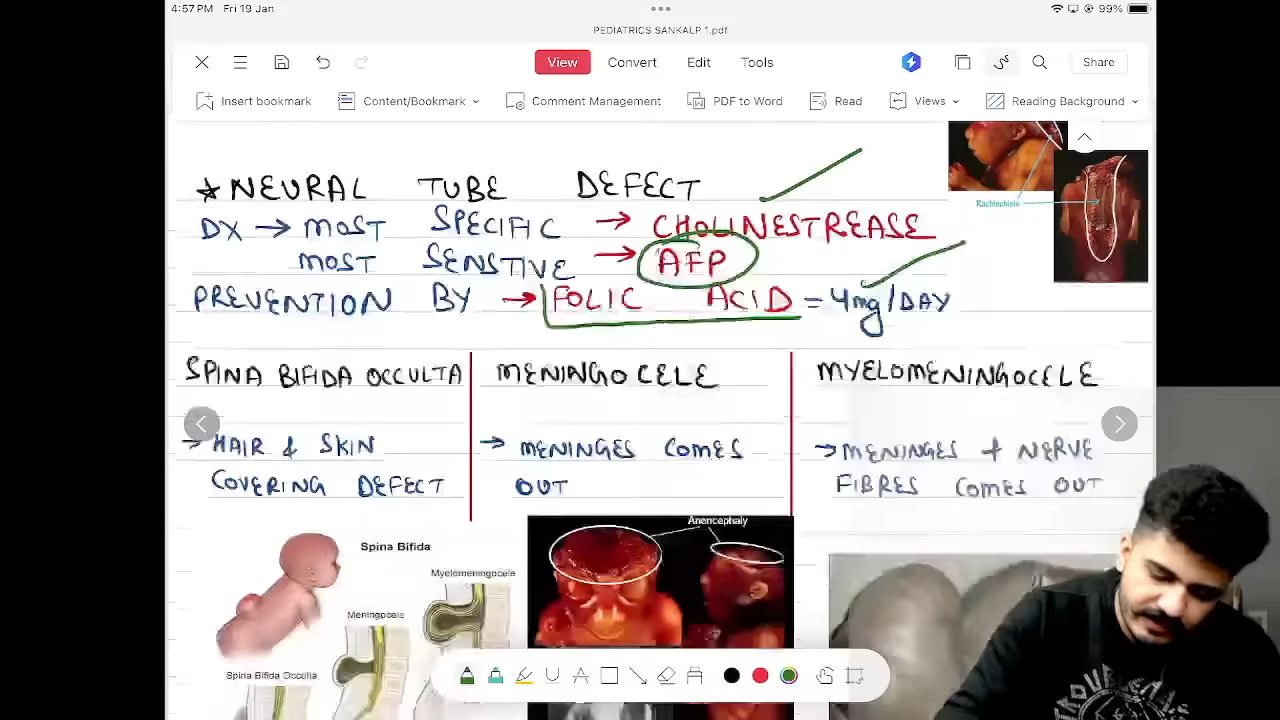 4:57 PM Fri 19 Jan
99%
PEDIATRICS SANKALP 1.pdf
View Convert Edit Tools Share
Insert bookmark Content/Bookmark Comment Management PDF to Word Read Views Reading Background
Rachischisis
★ NEURAL TUBE DEFECT
DX → MOST SPECIFIC → CHOLINESTREASE
MOST SENSTIVE → AFP
PREVENTION BY → FOLIC ACID = 4mg/DAY
SPINA BIFIDA OCCULTA MENINGOCELE MYELOMENINGOCELE
→ HAIR & SKIN → MENINGES COMES → MENINGES + NERVE
COVERING DEFECT OUT FIBRES COMES OUT
Anencephaly
Spina Bifida
Myelomeningocele
Meningocele
Spina Bifida Occulta